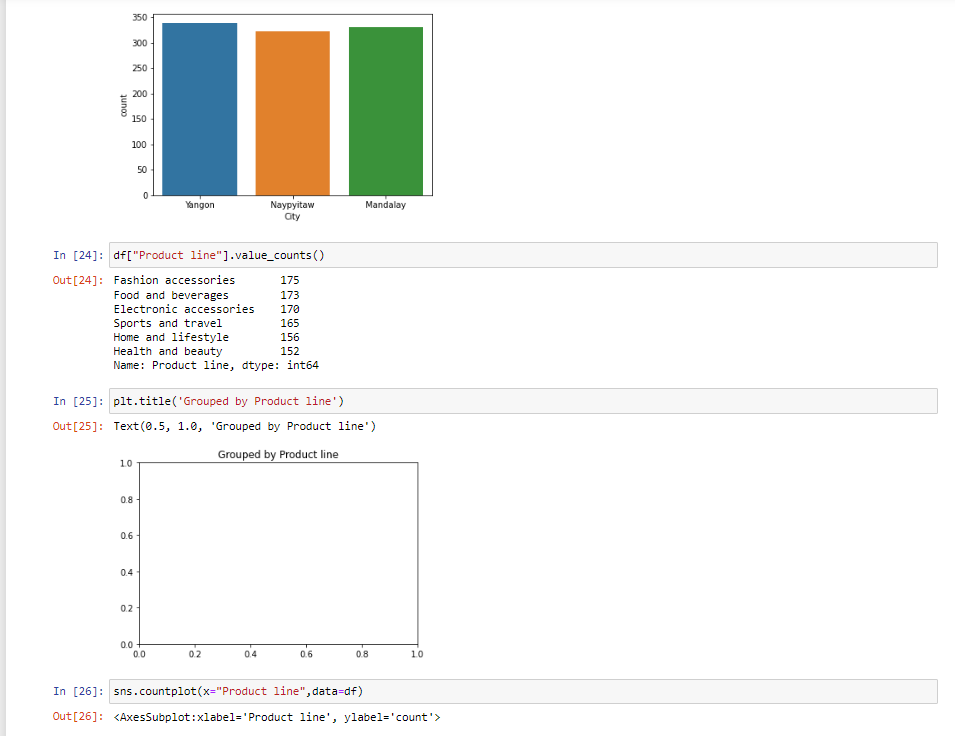 350
300
250
200
150
100
50
0
count
Yangon Naypyitaw Mandalay
City
In [24]: df["Product line"].value_counts()
Out[24]: Fashion accessories 175
Food and beverages 173
Electronic accessories 170
Sports and travel 165
Home and lifestyle 156
Health and beauty 152
Name: Product line, dtype: int64
In [25]: plt.title('Grouped by Product line')
Out[25]: Text(0.5, 1.0, 'Grouped by Product line')
Grouped by Product line
1.0
0.8
0.6
0.4
0.2
0.0
0.0 0.2 0.4 0.6 0.8 1.0
In [26]: sns.countplot(x="Product line",data=df)
Out[26]: <AxesSubplot:xlabel='Product line', ylabel='count'>